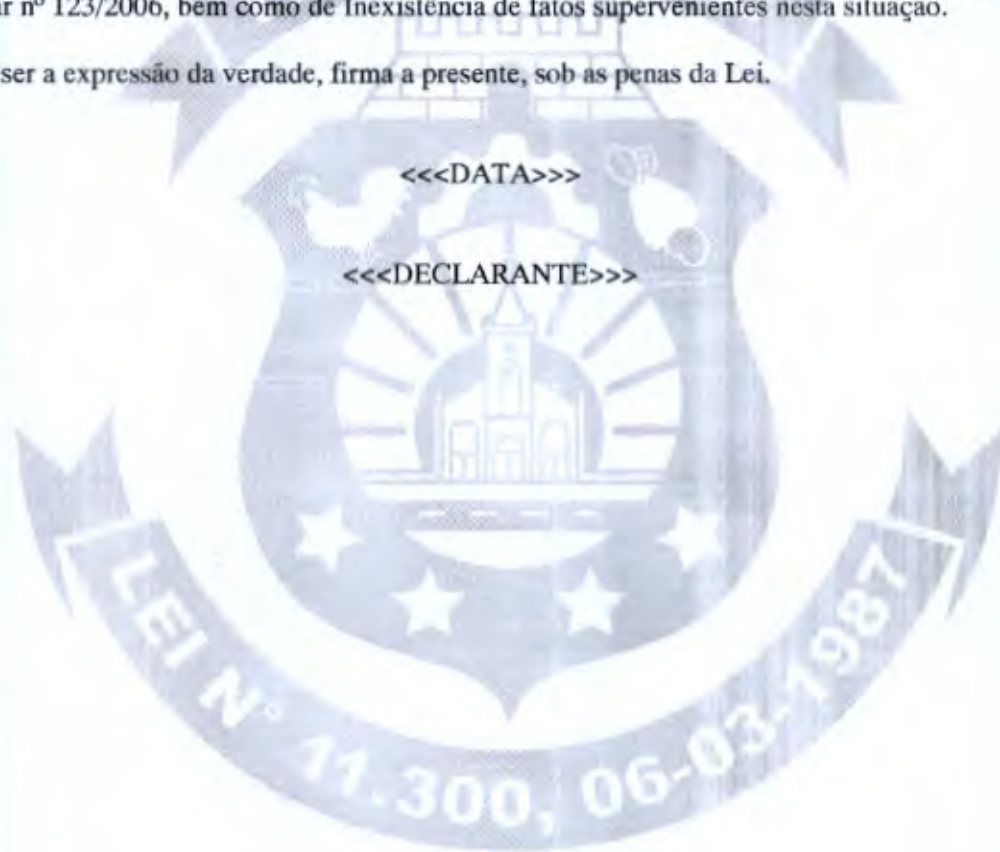 r nº 123/2006, bem como de Inexistência de fatos supervenientes nesta situação.
ser a expressão da verdade, firma a presente, sob as penas da Lei.
<<<DATA>>>
<<<DECLARANTE>>>
LEI Nº 11.300, 06-03-1987